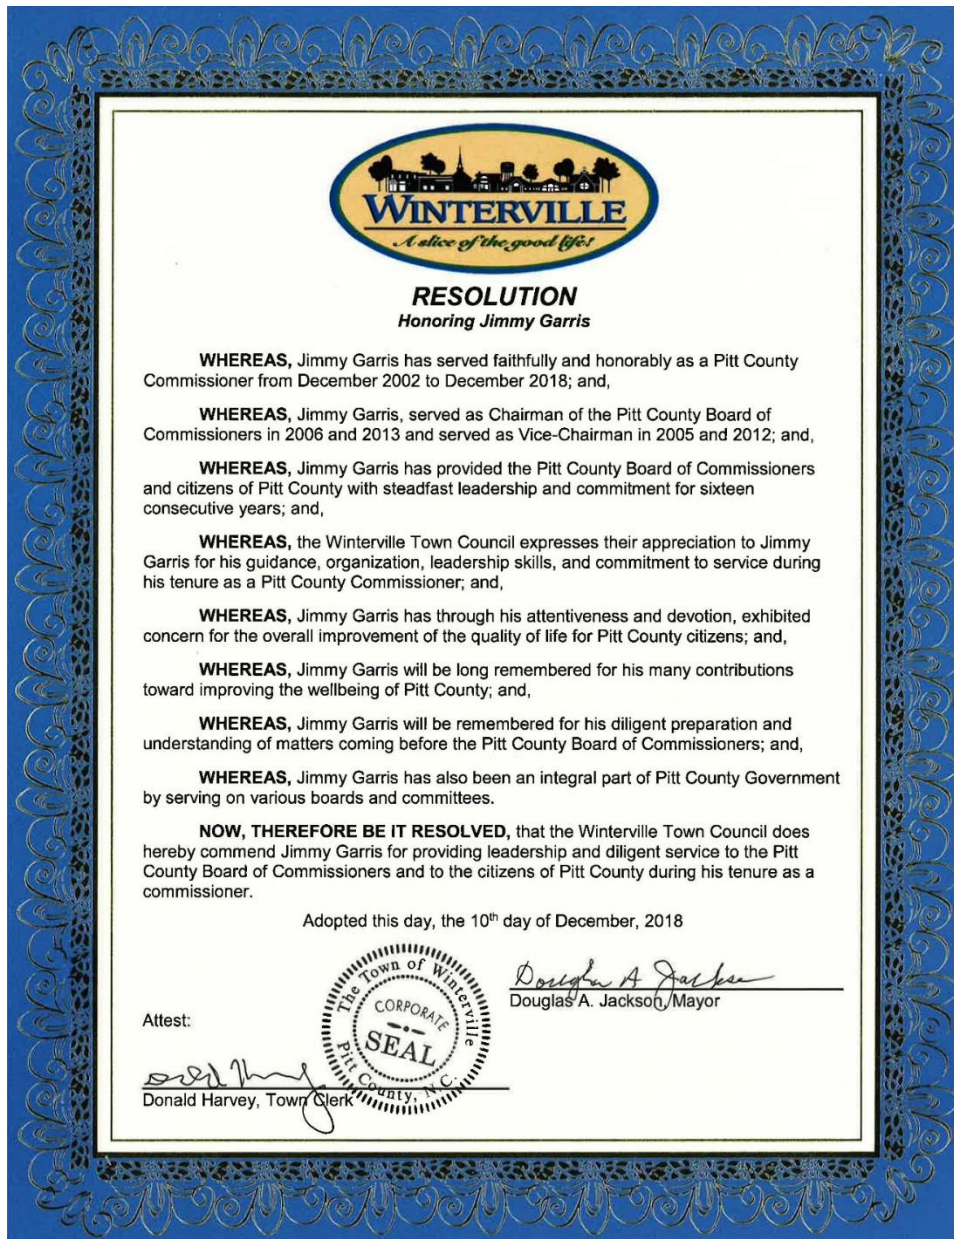 WINTERVILLE
A slice of the good life!
RESOLUTION
Honoring Jimmy Garris
WHEREAS, Jimmy Garris has served faithfully and honorably as a Pitt County
Commissioner from December 2002 to December 2018; and,
WHEREAS, Jimmy Garris, served as Chairman of the Pitt County Board of
Commissioners in 2006 and 2013 and served as Vice-Chairman in 2005 and 2012; and,
WHEREAS, Jimmy Garris has provided the Pitt County Board of Commissioners
and citizens of Pitt County with steadfast leadership and commitment for sixteen
consecutive years; and,
WHEREAS, the Winterville Town Council expresses their appreciation to Jimmy
Garris for his guidance, organization, leadership skills, and commitment to service during
his tenure as a Pitt County Commissioner; and,
WHEREAS, Jimmy Garris has through his attentiveness and devotion, exhibited
concern for the overall improvement of the quality of life for Pitt County citizens; and,
WHEREAS, Jimmy Garris will be long remembered for his many contributions
toward improving the wellbeing of Pitt County; and,
WHEREAS, Jimmy Garris will be remembered for his diligent preparation and
understanding of matters coming before the Pitt County Board of Commissioners; and,
WHEREAS, Jimmy Garris has also been an integral part of Pitt County Government
by serving on various boards and committees.
NOW, THEREFORE BE IT RESOLVED, that the Winterville Town Council does
hereby commend Jimmy Garris for providing leadership and diligent service to the Pitt
County Board of Commissioners and to the citizens of Pitt County during his tenure as a
commissioner.
Adopted this day, the 10th day of December, 2018
Douglas A Jackson
Douglas A. Jackson, Mayor
The Town of Winterville
CORPORATE
SEAL
Pitt County, N.C.
Attest:
Donald Harvey, Town Clerk